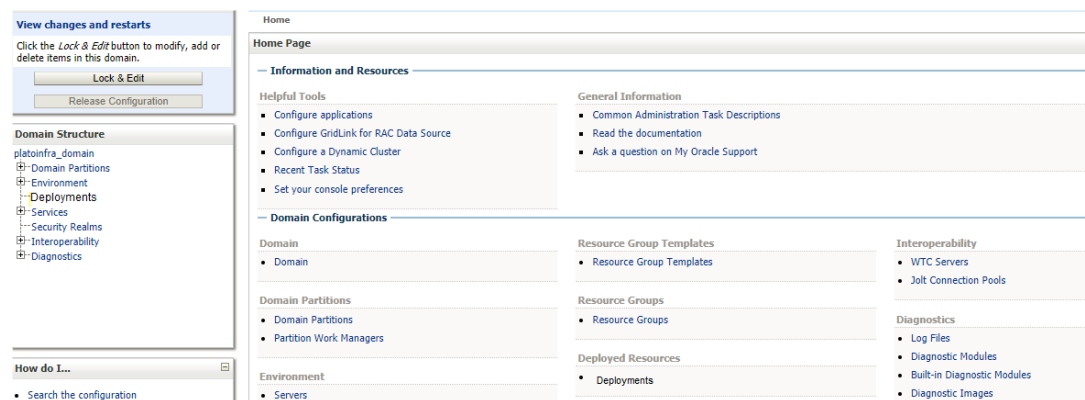 View changes and restarts
Click the Lock & Edit button to modify, add or
delete items in this domain.
Lock & Edit
Release Configuration
Domain Structure
platoinfra_domain
Domain Partitions
Environment
Deployments
Services
Security Realms
Interoperability
Diagnostics
How do I...
Search the configuration
Home
Home Page
Information and Resources
Helpful Tools
Configure applications
Configure GridLink for RAC Data Source
Configure a Dynamic Cluster
Recent Task Status
Set your console preferences
General Information
Common Administration Task Descriptions
Read the documentation
Ask a question on My Oracle Support
Domain Configurations
Domain
Domain
Domain Partitions
Domain Partitions
Partition Work Managers
Environment
Servers
Resource Group Templates
Resource Group Templates
Resource Groups
Resource Groups
Deployed Resources
Deployments
Interoperability
WTC Servers
Jolt Connection Pools
Diagnostics
Log Files
Diagnostic Modules
Built-in Diagnostic Modules
Diagnostic Images